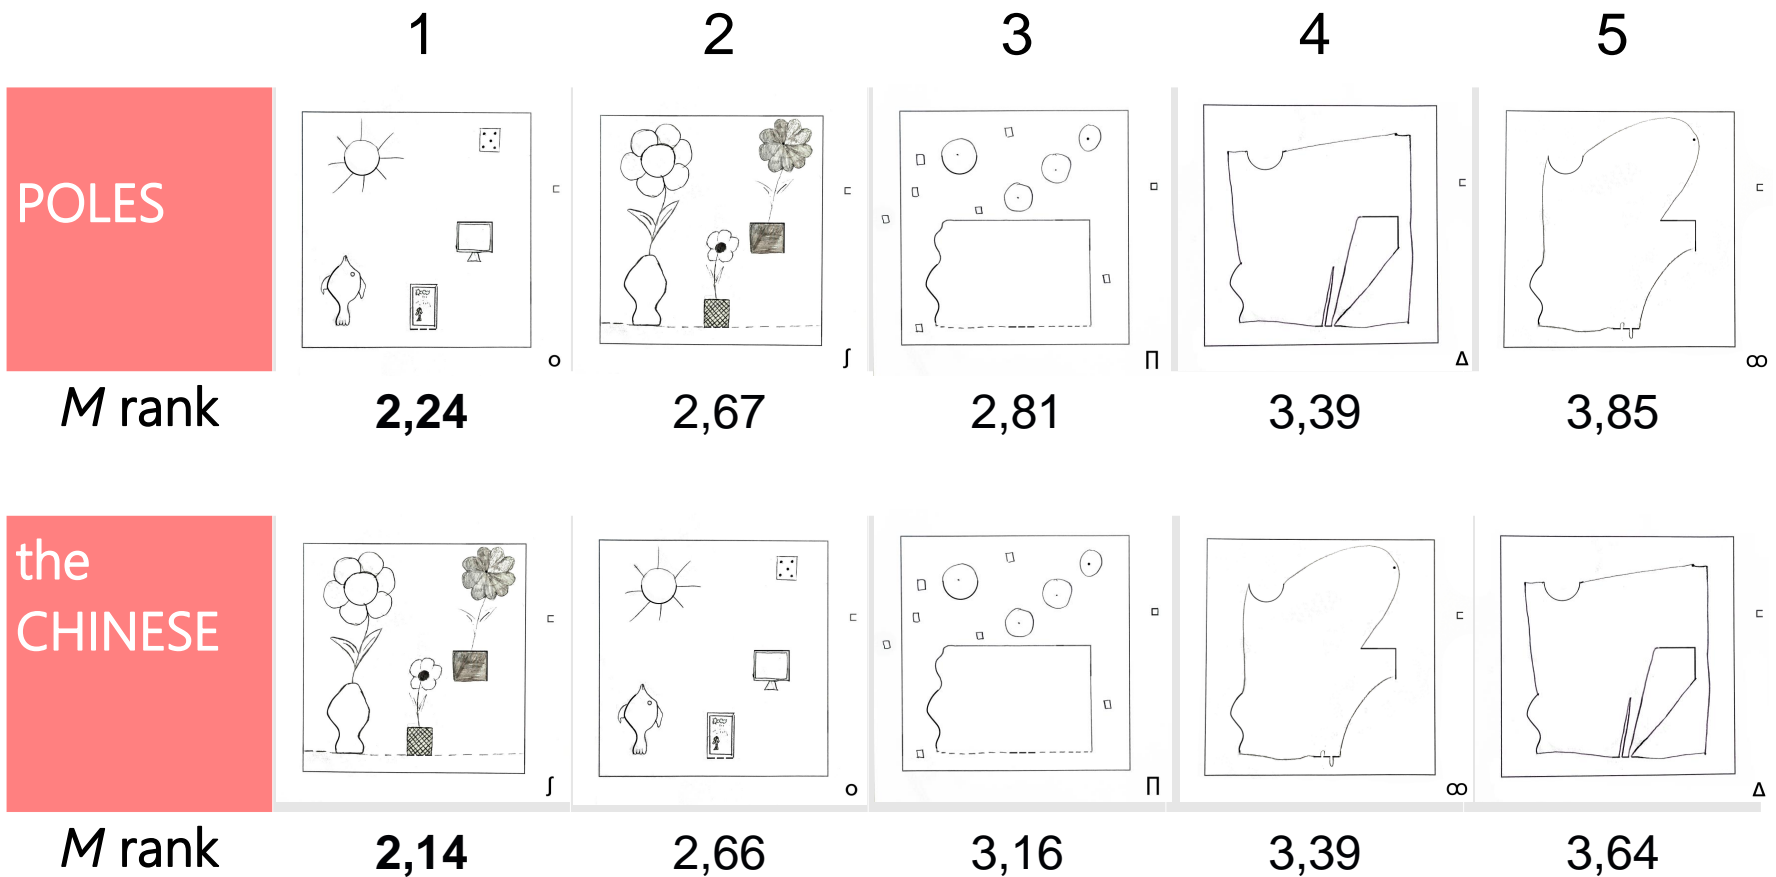 1 2 3 4 5
POLES
o ʃ Π Δ ꝏ
M rank 2,24 2,67 2,81 3,39 3,85
the
CHINESE
ʃ o Π ꝏ Δ
M rank 2,14 2,66 3,16 3,39 3,64